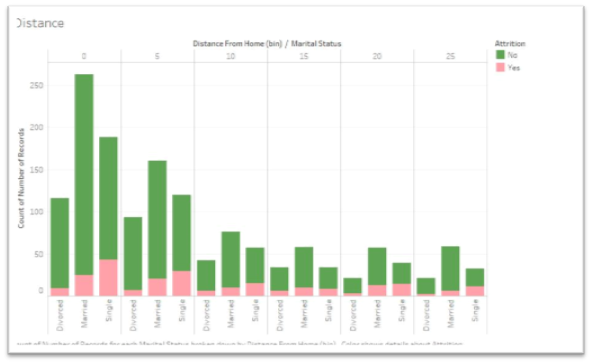 Distance
Distance From Home (bin) / Marital Status
Attrition
No
Yes
0 5 10 15 20 25
Count of Number of Records
250
200
150
100
50
0
Divorced Married Single Divorced Married Single Divorced Married Single Divorced Married Single Divorced Married Single Divorced Married Single
Count of Number of Records for each Marital Status broken down by Distance From Home (bin). Color shows details about Attrition.